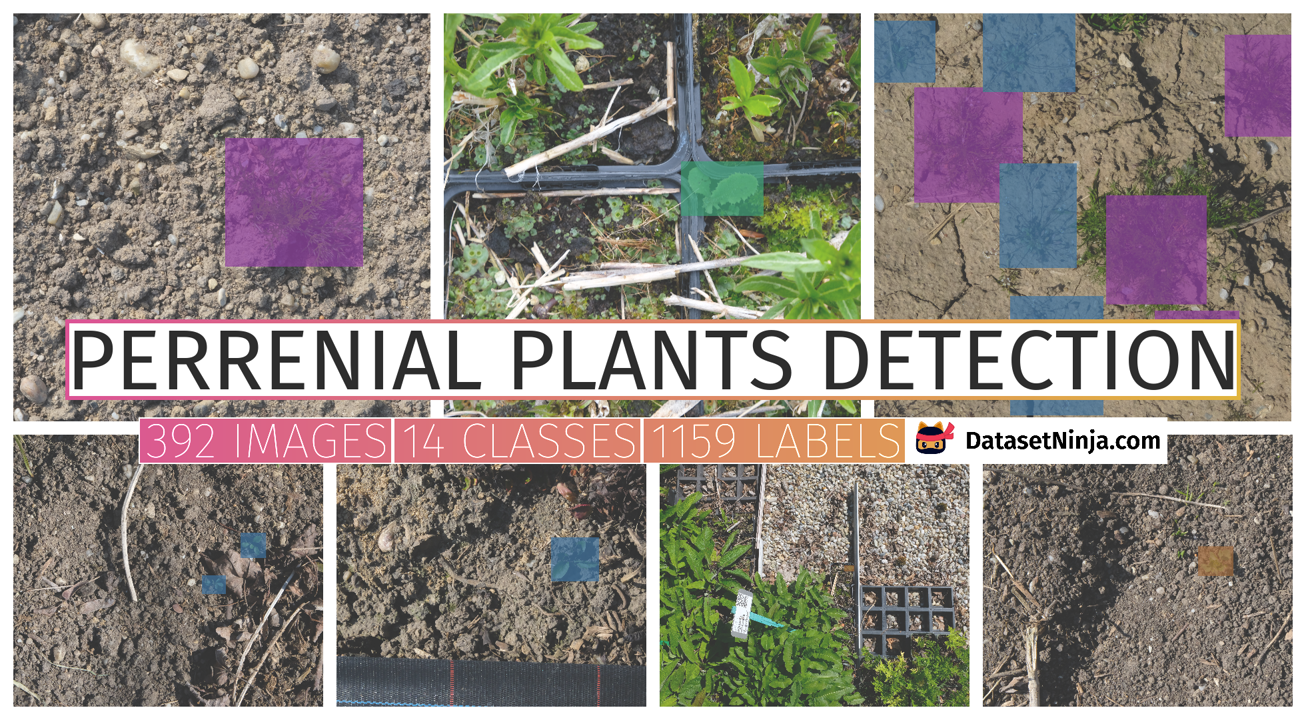 PERRENIAL PLANTS DETECTION
392 IMAGES 14 CLASSES 1159 LABELS DatasetNinja.com